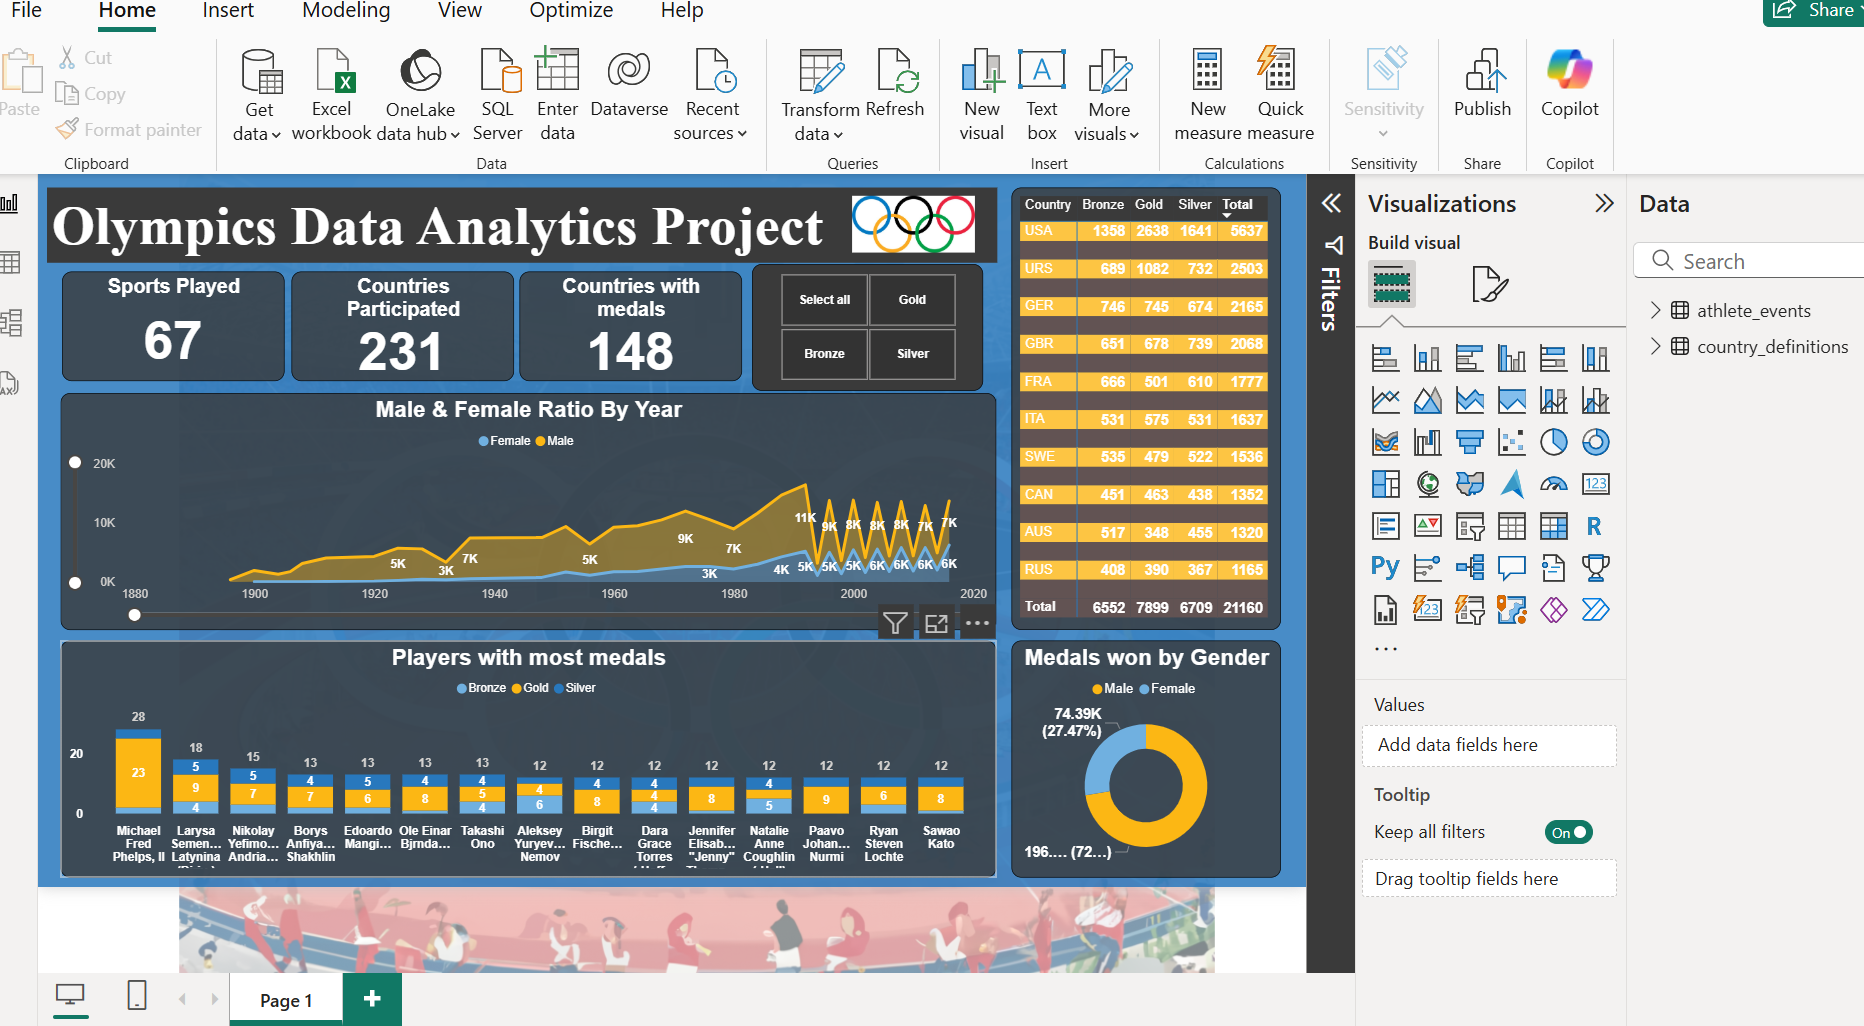 File Home Insert Modeling View Optimize Help
Share
Paste
Cut
Copy
Format painter
Clipboard
Get data
Excel workbook
OneLake data hub
SQL Server
Enter data
Dataverse
Recent sources
Data
Transform data
Refresh
Queries
New visual
Text box
More visuals
Insert
New measure
Quick measure
Calculations
Sensitivity
Sensitivity
Publish
Share
Copilot
Copilot
Olympics Data Analytics Project
Sports Played
67
Countries
Participated
231
Countries with
medals
148
Select all Gold
Bronze Silver
Male & Female Ratio By Year
Female Male
20K
10K
0K
5K 3K 7K 5K 9K 7K 11K 9K 8K 8K 8K 7K 7K
3K 4K 5K 5K 5K 6K 6K 6K 6K
1880 1900 1920 1940 1960 1980 2000 2020
Players with most medals
Bronze Gold Silver
20
0
28
23
Michael
Fred
Phelps, II
18
5
9
4
Larysa
Semen...
Latynina
15
5
7
Nikolay
Yefimo...
Andria...
13
4
7
Borys
Anfiya...
Shakhlin
13
5
6
Edoardo
Mangi...
13
4
8
Ole Einar
Bjrnda...
13
4
5
4
Takashi
Ono
12
4
6
Aleksey
Yuryev...
Nemov
12
4
8
Birgit
Fische...
12
4
4
4
Dara
Grace
Torres
12
8
Jennifer
Elisab...
"Jenny"
12
4
5
Natalie
Anne
Coughlin
12
9
Paavo
Johan...
Nurmi
12
6
Ryan
Steven
Lochte
12
8
Sawao
Kato
Country Bronze Gold Silver Total
USA 1358 2638 1641 5637
URS 689 1082 732 2503
GER 746 745 674 2165
GBR 651 678 739 2068
FRA 666 501 610 1777
ITA 531 575 531 1637
SWE 535 479 522 1536
CAN 451 463 438 1352
AUS 517 348 455 1320
RUS 408 390 367 1165
Total 6552 7899 6709 21160
Medals won by Gender
Male Female
74.39K
(27.47%)
196.... (72...)
Filters
Visualizations
Build visual
123
R
Py
123
...
Values
Add data fields here
Tooltip
Keep all filters
On
Drag tooltip fields here
Data
Search
athlete_events
country_definitions
Page 1
+